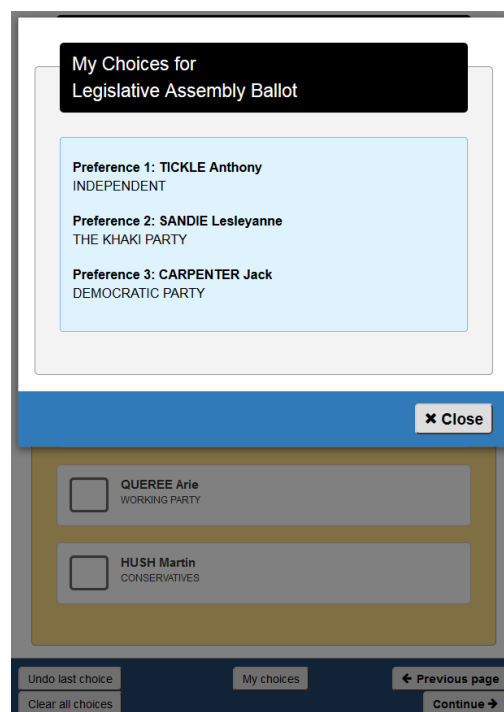 My Choices for
Legislative Assembly Ballot
Preference 1: TICKLE Anthony
INDEPENDENT
Preference 2: SANDIE Lesleyanne
THE KHAKI PARTY
Preference 3: CARPENTER Jack
DEMOCRATIC PARTY
✖ Close
QUEREE Arie
WORKING PARTY
HUSH Martin
CONSERVATIVES
Undo last choice
My choices
← Previous page
Clear all choices
Continue →